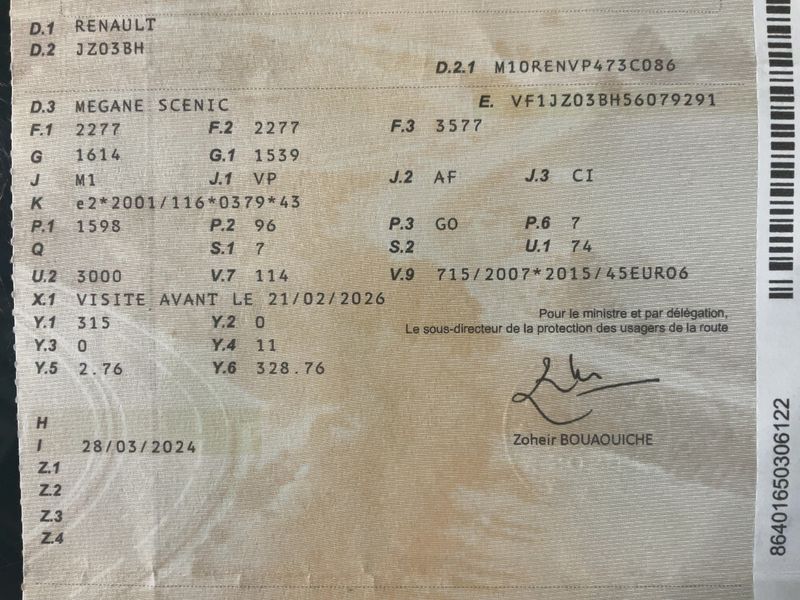 D.1 RENAULT
D.2 JZ03BH
D.2.1 M10RENVP473C086
D.3 MEGANE SCENIC E. VF1JZ03BH56079291
F.1 2277 F.2 2277 F.3 3577
G 1614 G.1 1539
J M1 J.1 VP J.2 AF J.3 CI
K e2*2001/116*0379*43
P.1 1598 P.2 96 P.3 GO P.6 7
Q S.1 7 S.2 U.1 74
U.2 3000 V.7 114 V.9 715/2007*2015/45EURO6
X.1 VISITE AVANT LE 21/02/2026
Pour le ministre et par délégation,
Y.1 315 Y.2 0
Le sous-directeur de la protection des usagers de la route
Y.3 0 Y.4 11
Y.5 2.76 Y.6 328.76
H
Zoheir BOUAOUICHE
I 28/03/2024
Z.1
Z.2
Z.3
Z.4
86401650306122